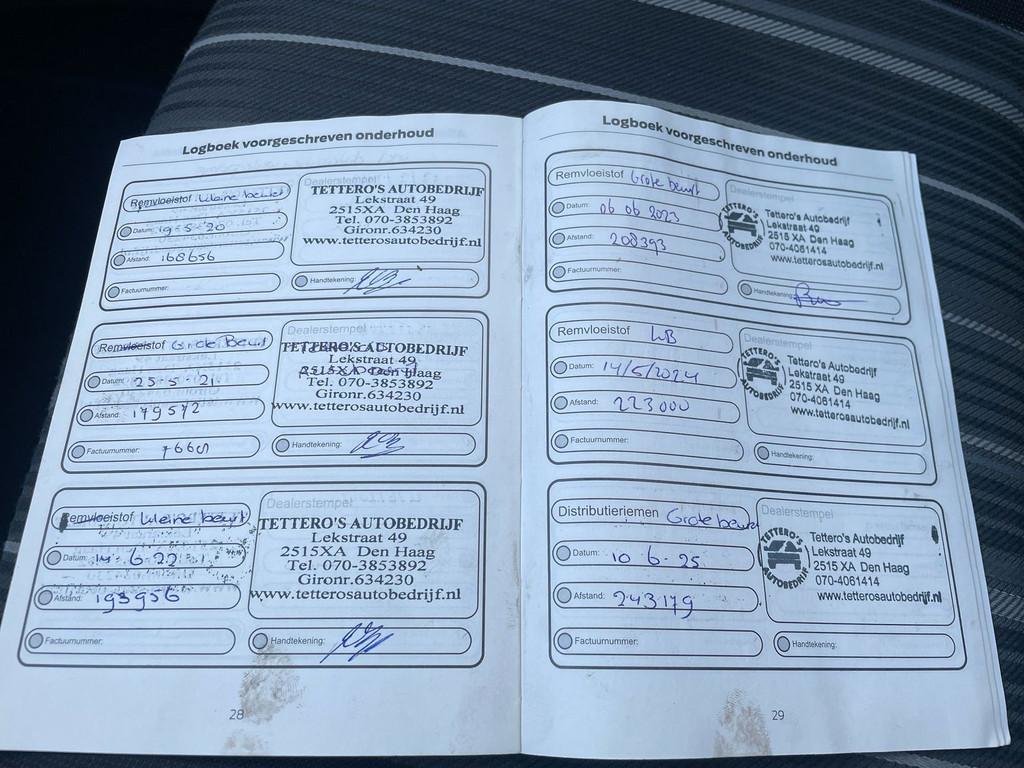 Logboek voorgeschreven onderhoud
Remvloeistof kleine beurt
Datum: 19-5-'20
Afstand: 168656
Factuurnummer:
Dealerstempel
TETTERO'S AUTOBEDRIJF
Lekstraat 49
2515XA Den Haag
Tel. 070-3853892
Gironr.634230
www.tetterosautobedrijf.nl
Handtekening:
Remvloeistof Grote Beurt
Datum: 25-5-21
Afstand: 179572
Factuurnummer:
Dealerstempel
TETTERO'S AUTOBEDRIJF
Lekstraat 49
2515XA Den Haag
Tel. 070-3853892
www.tetterosautobedrijf.nl
Handtekening:
Remvloeistof kleine beurt
Datum: 14-6-22
Afstand: 193956
Factuurnummer:
Dealerstempel
TETTERO'S AUTOBEDRIJF
Lekstraat 49
2515XA Den Haag
Tel. 070-3853892
Gironr.634230
www.tetterosautobedrijf.nl
Handtekening:
28
Logboek voorgeschreven onderhoud
Remvloeistof Grote beurt
Datum: 06 06 2023
Afstand: 208393
Factuurnummer:
Dealerstempel
TETTERO'S AUTOBEDRIJF
Tettero's Autobedrijf
Lekstraat 49
2515 XA Den Haag
070-4061414
www.tetterosautobedrijf.nl
Handtekening:
Remvloeistof kB
Datum: 14/5/2024
Afstand: 223000
Factuurnummer:
Dealerstempel
TETTERO'S AUTOBEDRIJF
Tettero's Autobedrijf
Lekstraat 49
2515 XA Den Haag
070-4061414
www.tetterosautobedrijf.nl
Handtekening:
Distributieriemen Grote beurt
Datum: 10-6-25
Afstand: 243179
Factuurnummer:
Dealerstempel
TETTERO'S AUTOBEDRIJF
Tettero's Autobedrijf
Lekstraat 49
2515 XA Den Haag
070-4061414
www.tetterosautobedrijf.nl
Handtekening:
29